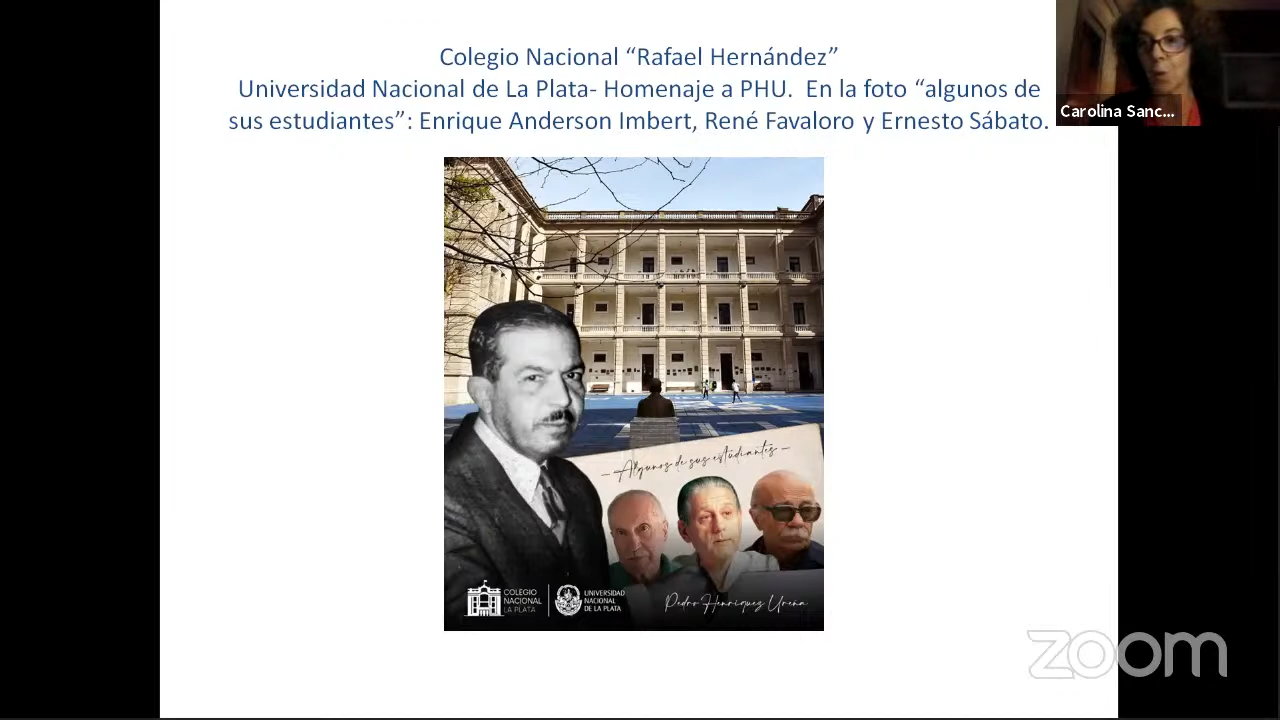 Colegio Nacional “Rafael Hernández”
Universidad Nacional de La Plata- Homenaje a PHU.  En la foto “algunos de
sus estudiantes”: Enrique Anderson Imbert, René Favaloro y Ernesto Sábato.
Carolina Sanc...
– Algunos de sus estudiantes –
COLEGIO
NACIONAL
LA PLATA
UNIVERSIDAD
NACIONAL
DE LA PLATA
Pedro Henríquez Ureña
zoom